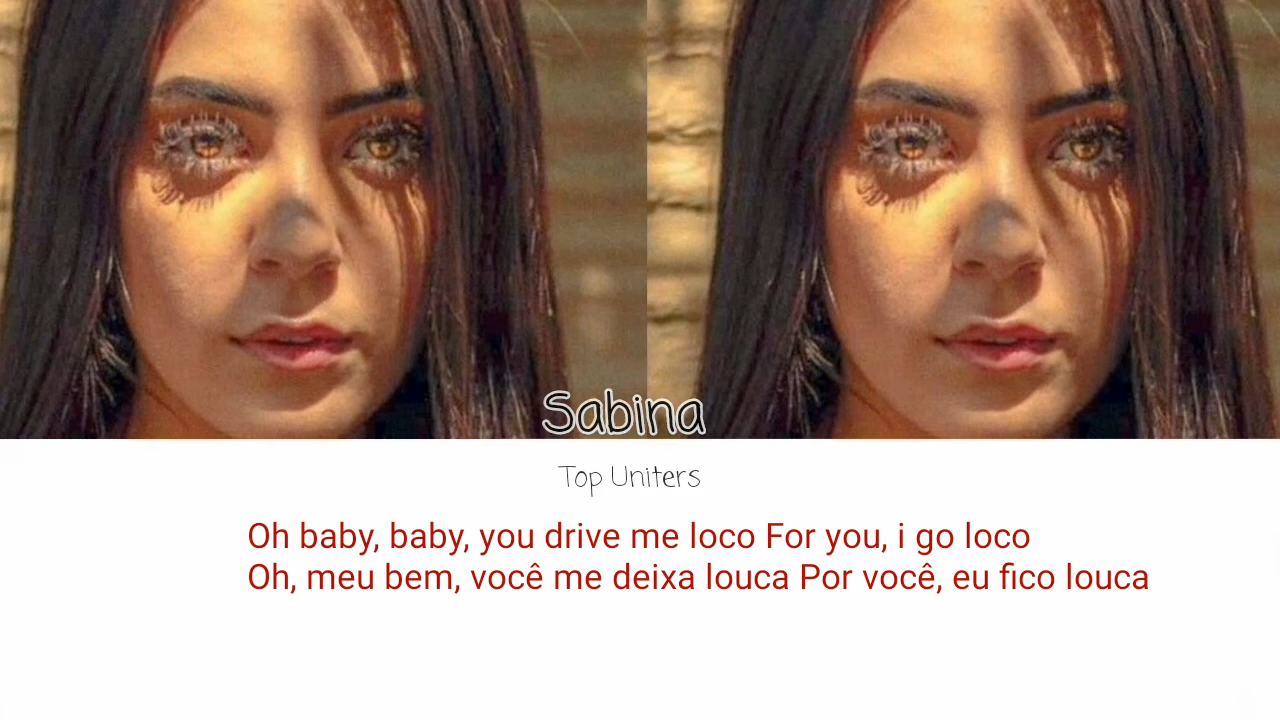 Sabina
Top Uniters
Oh baby, baby, you drive me loco For you, i go loco
Oh, meu bem, você me deixa louca Por você, eu fico louca